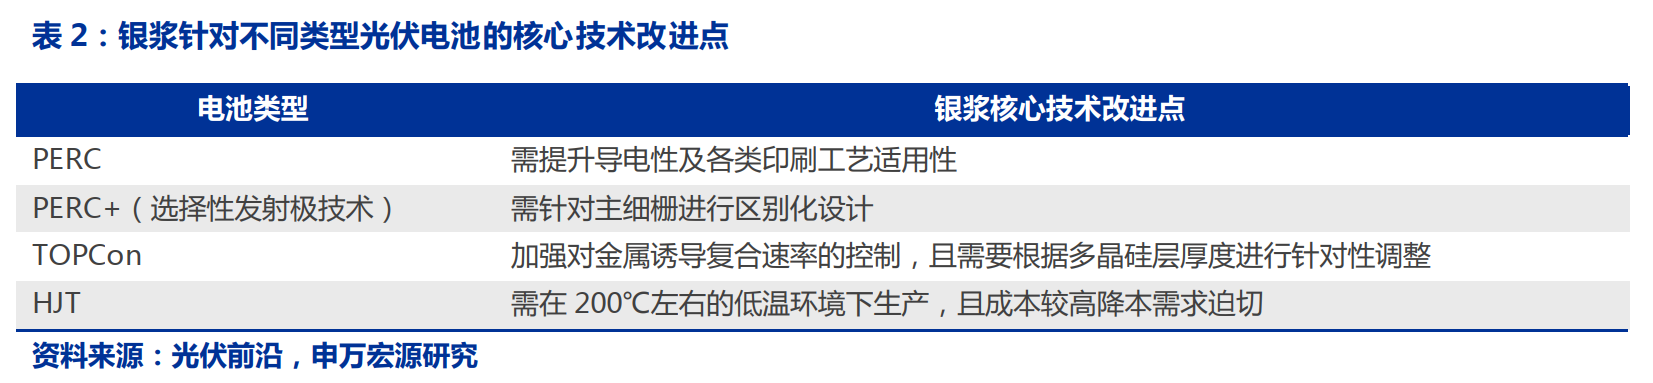 表 2：银浆针对不同类型光伏电池的核心技术改进点
电池类型 银浆核心技术改进点
PERC 需提升导电性及各类印刷工艺适用性
PERC+（选择性发射极技术） 需针对主细栅进行区别化设计
TOPCon 加强对金属诱导复合速率的控制，且需要根据多晶硅层厚度进行针对性调整
HJT 需在 200℃左右的低温环境下生产，且成本较高降本需求迫切
资料来源：光伏前沿，申万宏源研究